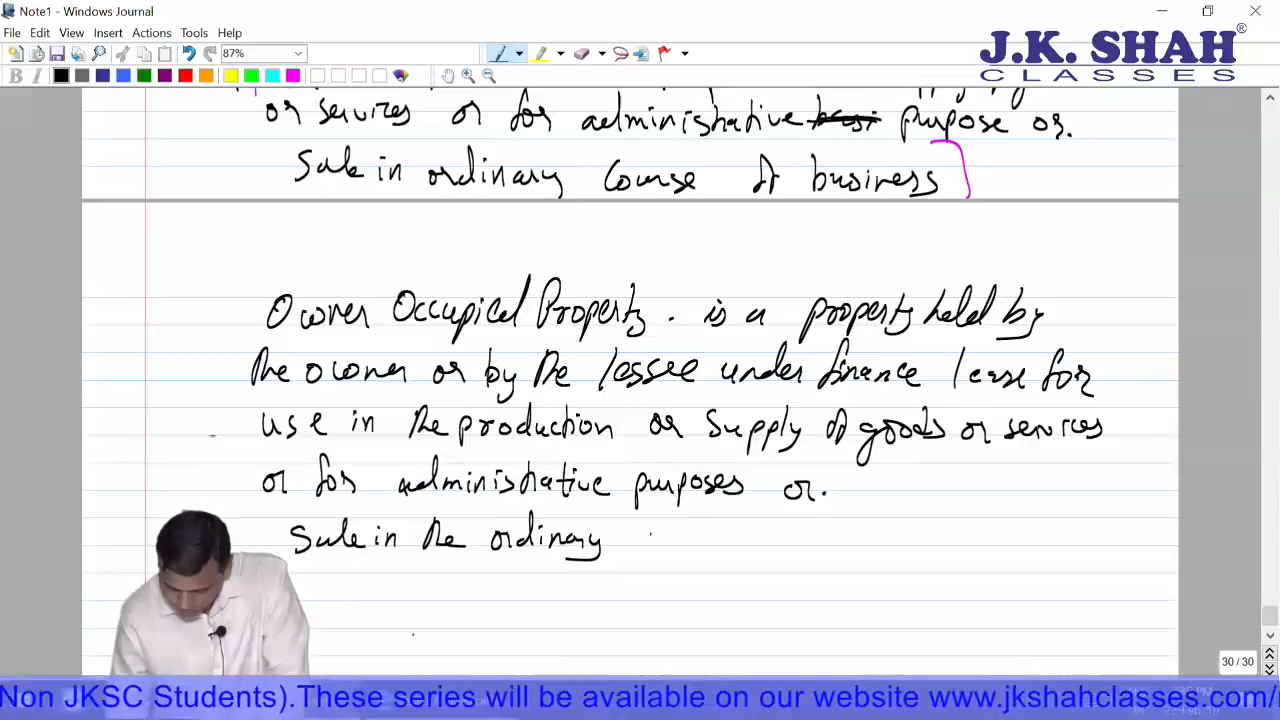 Note1 - Windows Journal
File Edit View Insert Actions Tools Help
87%
J.K. SHAH®
CLASSES
or services or for administrative purpose or.
Sale in ordinary Course of business
Owner Occupied Property. is a property held by
the owner or by the lessee under finance lease for
use in the production or supply of goods or services
or for administrative purposes or.
Sale in the ordinary
30 / 30
Non JKSC Students).These series will be available on our website www.jkshahclasses.com/